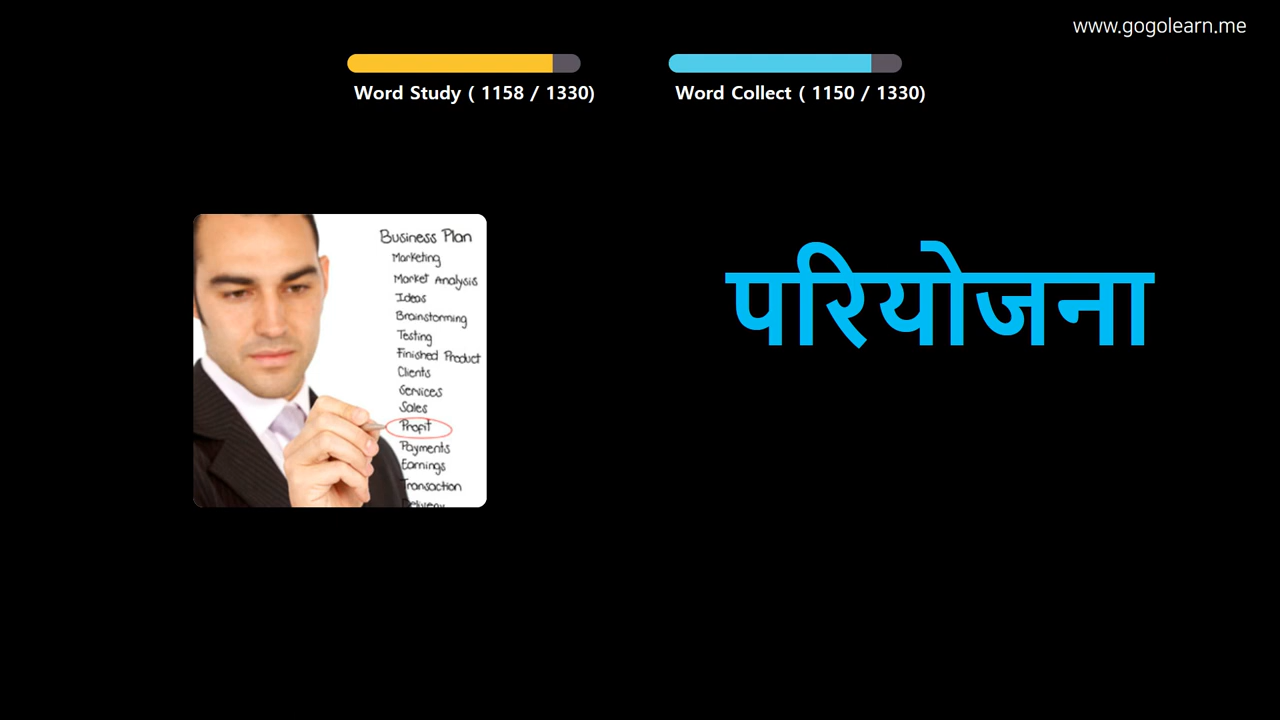 www.gogolearn.me
Word Study ( 1158 / 1330)
Word Collect ( 1150 / 1330)
Business Plan
Marketing
Market Analysis
Ideas
Brainstorming
Testing
Finished Product
Clients
Services
Sales
Profit
Payments
Earnings
Transaction
Delivery
परियोजना